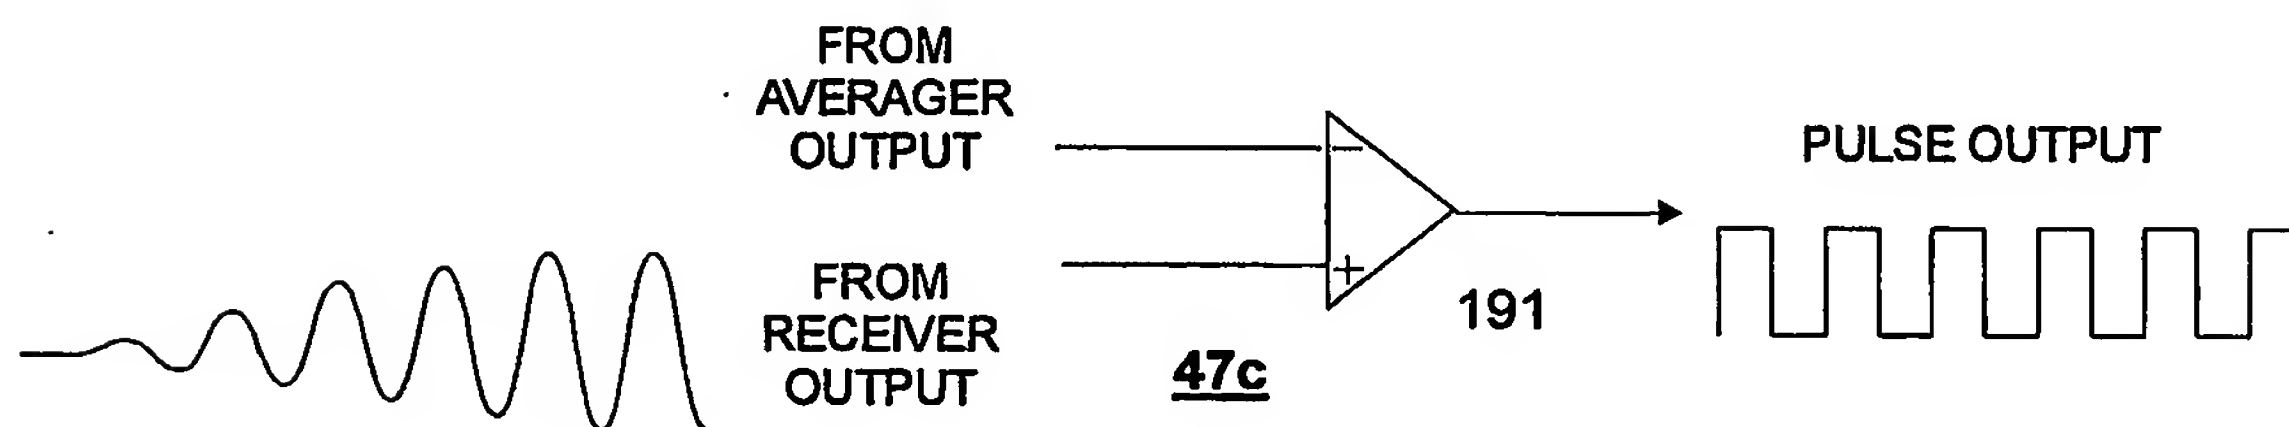 FROM
AVERAGER
OUTPUT
−
PULSE OUTPUT
FROM
RECEIVER
OUTPUT
+
191
47c